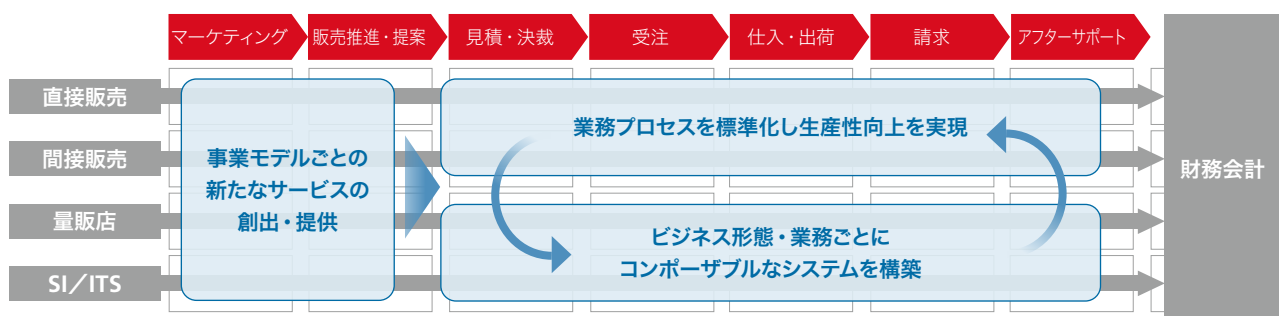 マーケティング
販売推進・提案
見積・決裁
受注
仕入・出荷
請求
アフターサポート
直接販売
間接販売
量販店
SI／ITS
事業モデルごとの
新たなサービスの
創出・提供
業務プロセスを標準化し生産性向上を実現
ビジネス形態・業務ごとに
コンポーザブルなシステムを構築
財務会計